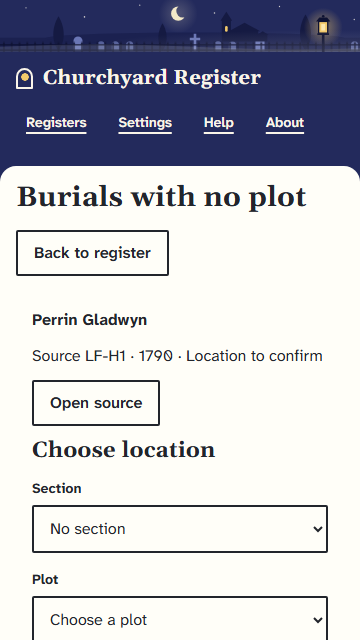 Churchyard Register
Registers Settings Help About
Burials with no plot
Back to register
Perrin Gladwyn
Source LF-H1 · 1790 · Location to confirm
Open source
Choose location
Section
No section
Plot
Choose a plot